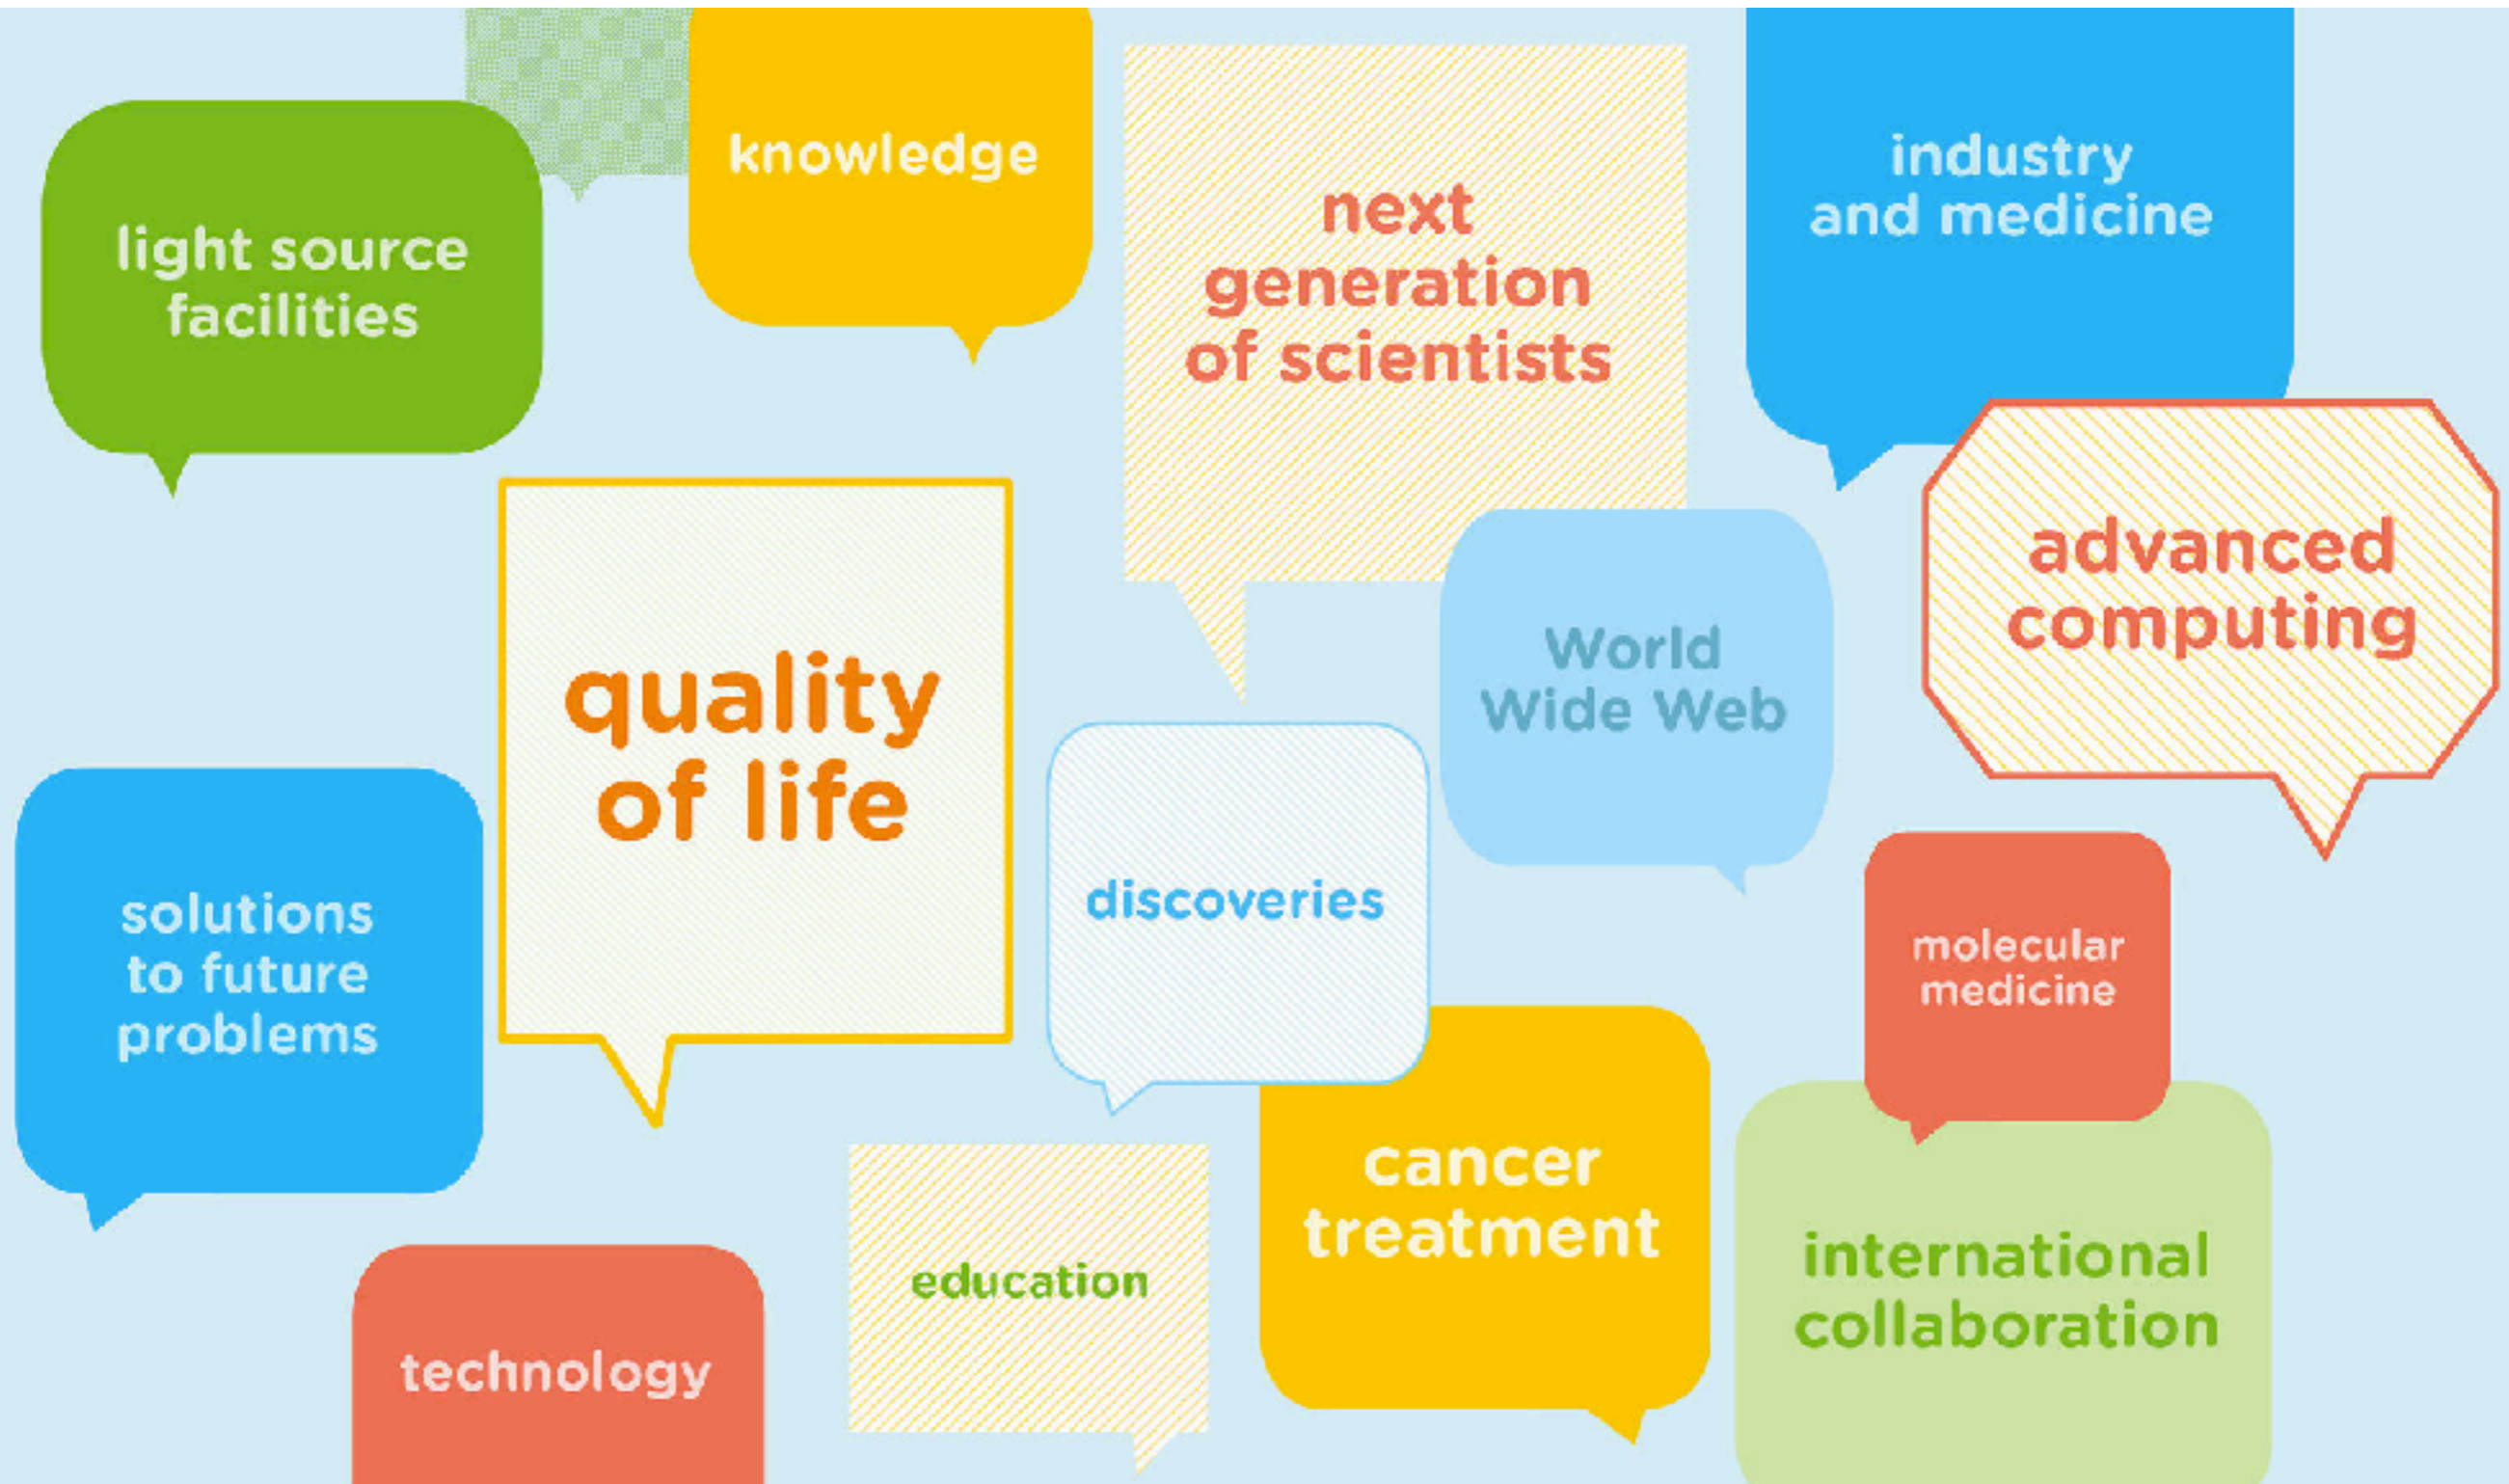 knowledge
light source
facilities
next
generation
of scientists
industry
and medicine
advanced
computing
quality
of life
World
Wide Web
discoveries
solutions
to future
problems
molecular
medicine
cancer
treatment
education
international
collaboration
technology